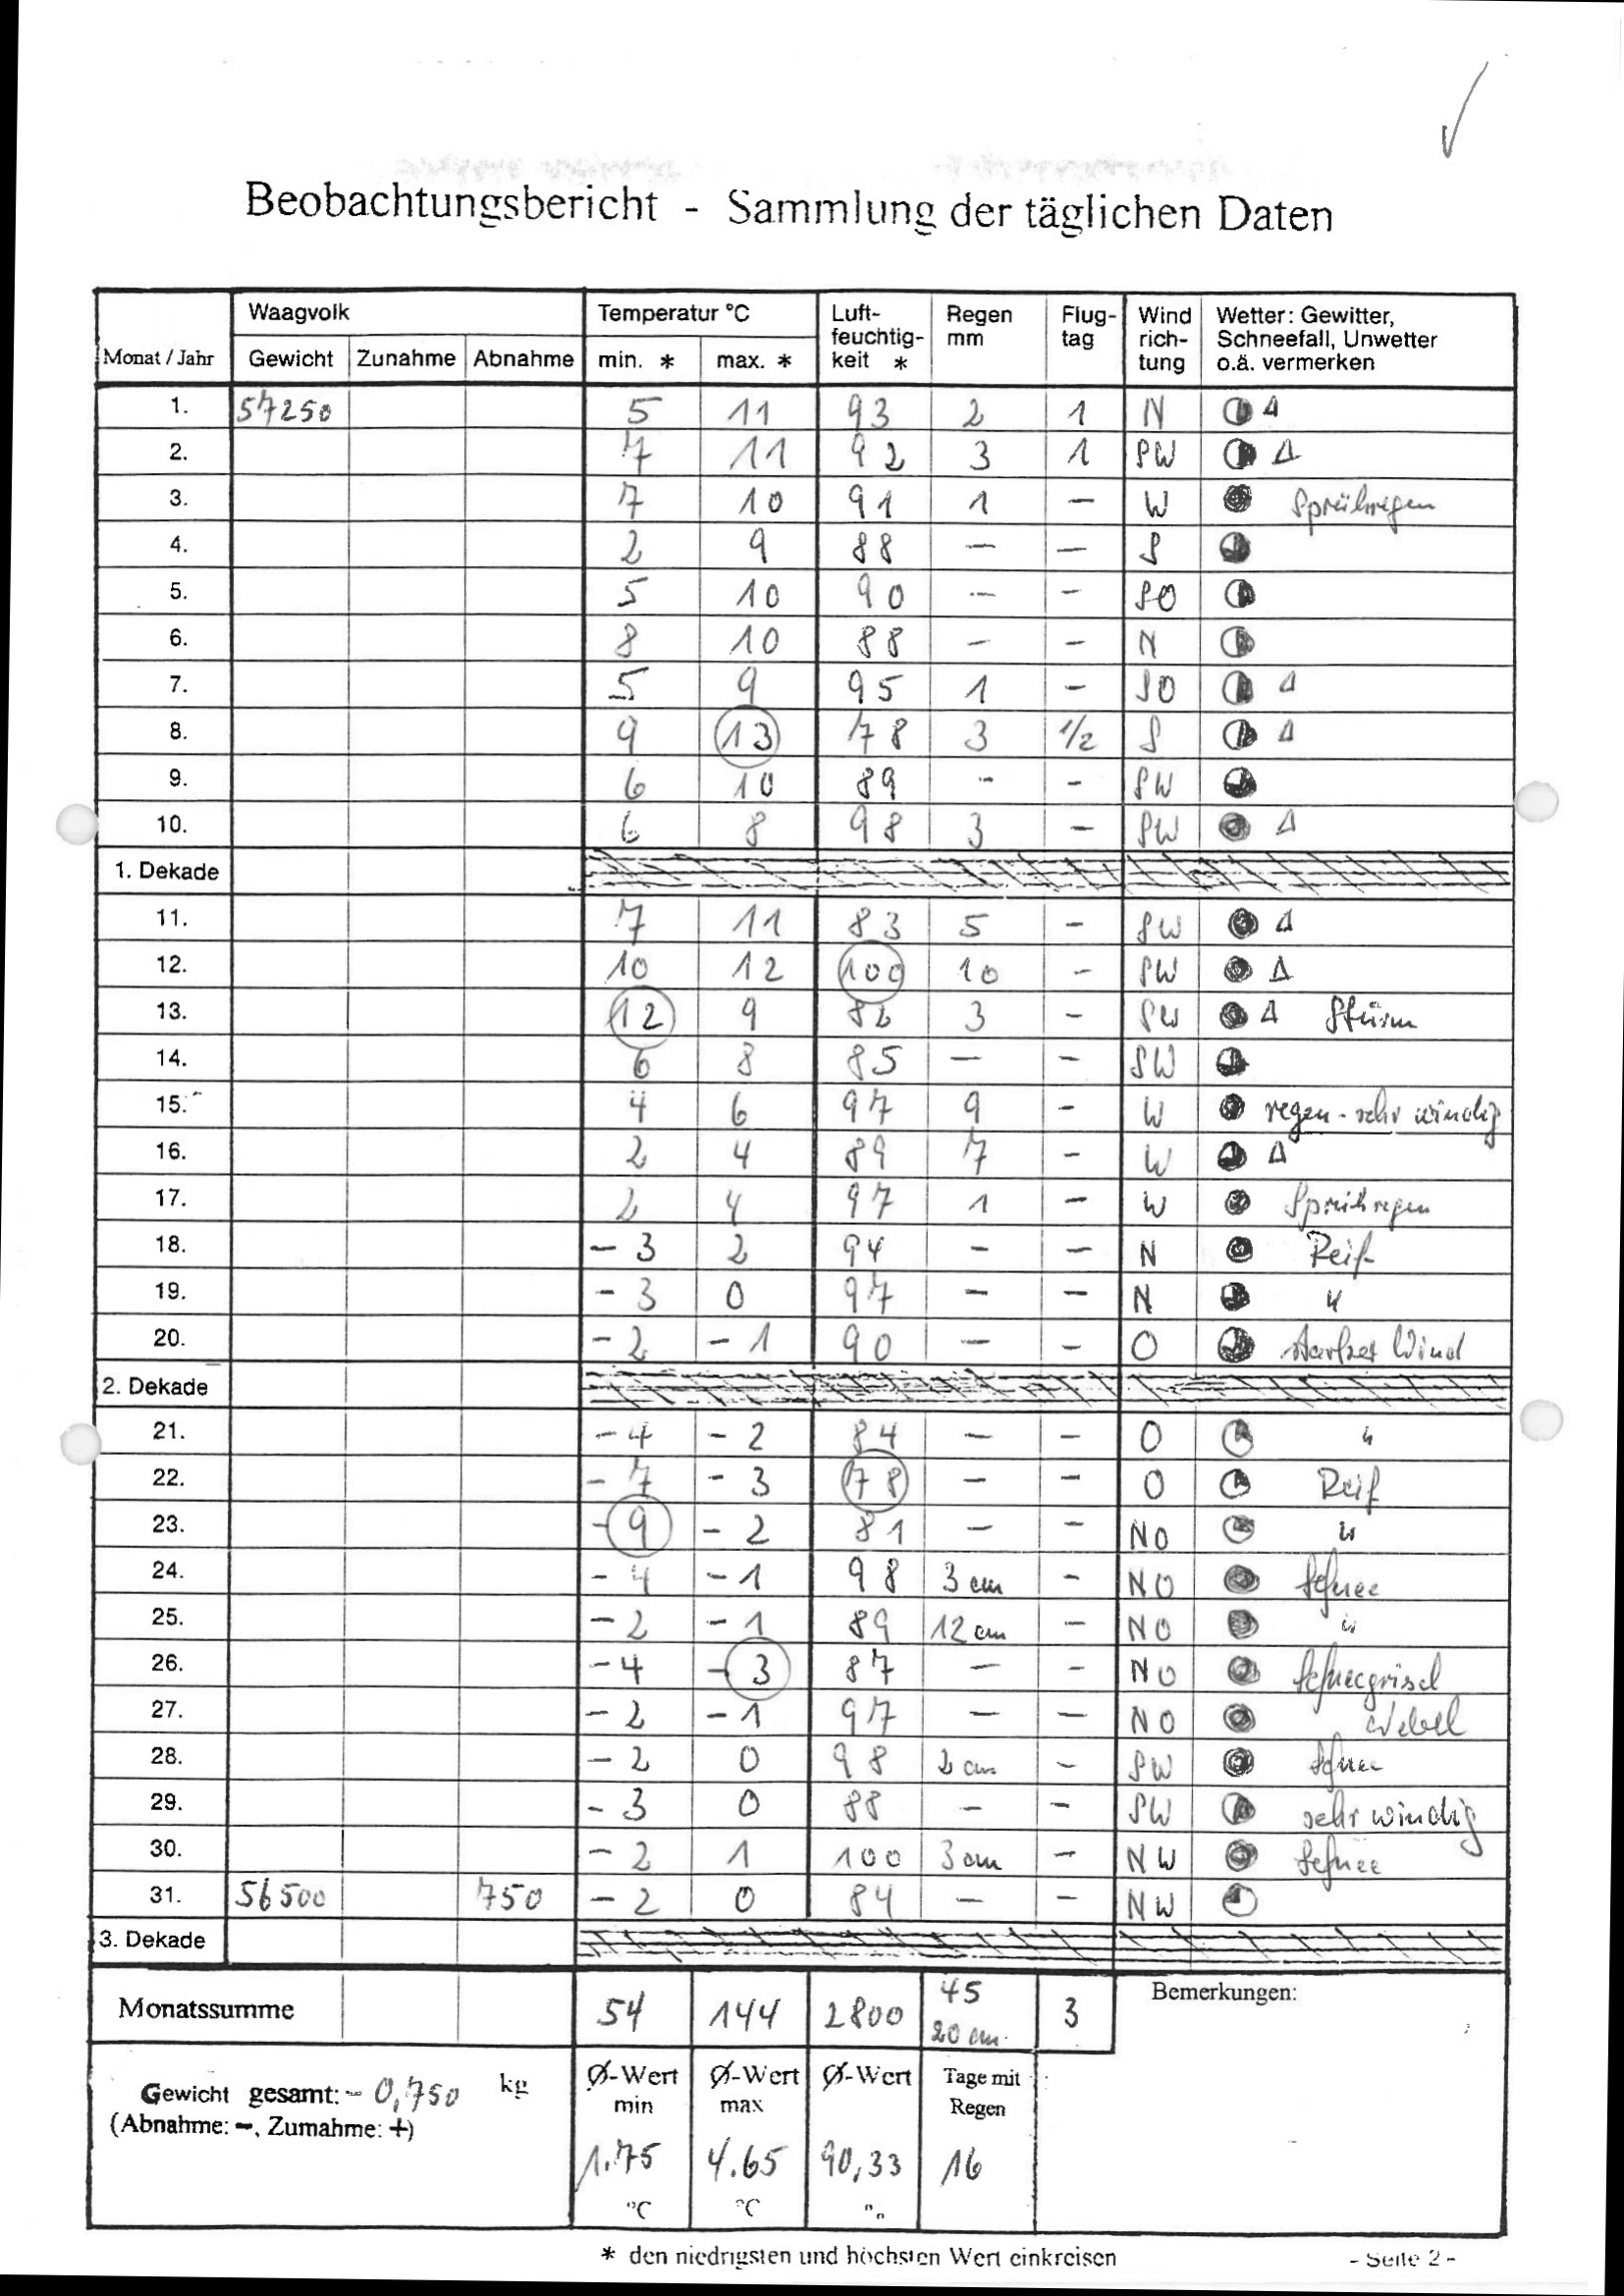 Beobachtungsbericht - Sammlung der täglichen Daten
Monat / Jahr Waagvolk Temperatur °C Luft-feuchtig-keit * Regen mm Flug-tag Wind rich-tung Wetter: Gewitter, Schneefall, Unwetter o.ä. vermerken
Gewicht Zunahme Abnahme min. * max. *
1. 57250 5 11 93 2 1 N Δ
2. 7 11 92 3 1 SW Δ
3. 7 10 91 1 – W Sprühregen
4. 2 9 88 – – S
5. 5 10 90 – – SO
6. 8 10 88 – – N
7. 5 9 95 1 – SO Δ
8. 9 13 78 3 1/2 S Δ
9. 6 10 89 – – SW
10. 6 8 98 3 – SW Δ
1. Dekade
11. 7 11 83 5 – SW Δ
12. 10 12 100 10 – SW Δ
13. 12 9 82 3 – SW Δ Stürm
14. 6 8 85 – – SW
15. 4 6 97 9 – W regen - sehr windig
16. 2 4 89 7 – W Δ
17. 2 4 97 1 – W Sprühregen
18. – 3 2 94 – – N Reif
19. – 3 0 97 – – N "
20. – 2 – 1 90 – – O starker Wind
2. Dekade
21. – 4 – 2 84 – – O "
22. – 7 – 3 78 – – O Reif
23. – 9 – 2 81 – – NO "
24. – 4 – 1 98 3 cm – NO Schnee
25. – 2 – 1 89 12 cm – NO "
26. – 4 – 3 87 – – NO Schneegrisel
27. – 2 – 1 97 – – NO Nebel
28. – 2 0 98 2 cm – SW Schnee
29. – 3 0 88 – – SW sehr windig
30. – 2 1 100 3 cm – NW Schnee
31. 56500 750 – 2 0 84 – – NW
3. Dekade
Monatssumme 54 144 2800 45 20 cm. 3 Bemerkungen:
Gewicht gesamt: - 0,750 kg
(Abnahme: -, Zumahme: +)
Ø-Wert min Ø-Wert max Ø-Wert Tage mit Regen
1.75 4.65 90,33 16
°C °C %
* den niedrigsten und höchsten Wert einkreisen
- Seite 2 -